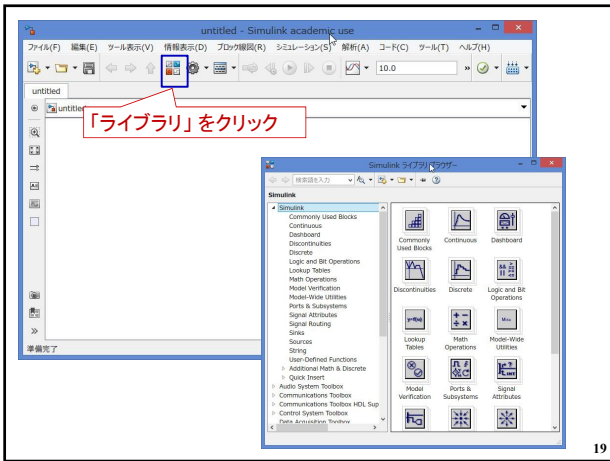 untitled - Simulink academic use
ファイル(F) 編集(E) ツール表示(V) 情報表示(D) ブロック線図(R) シミュレーション(S) 解析(A) コード(C) ツール(T) ヘルプ(H)
10.0
untitled
untitled
「ライブラリ」をクリック
Simulink ライブラリ ブラウザー
検索語を入力
Simulink
Simulink
Commonly Used Blocks
Continuous
Dashboard
Discontinuities
Discrete
Logic and Bit Operations
Lookup Tables
Math Operations
Model Verification
Model-Wide Utilities
Ports & Subsystems
Signal Attributes
Signal Routing
Sinks
Sources
String
User-Defined Functions
Additional Math & Discrete
Quick Insert
Audio System Toolbox
Communications Toolbox
Communications Toolbox HDL Sup
Control System Toolbox
Data Acquisition Toolbox
Commonly
Used Blocks
Continuous
Dashboard
Discontinuities
Discrete
Logic and Bit
Operations
y=f(u)
Misc
Lookup
Tables
Math
Operations
Model-Wide
Utilities
Model
Verification
Ports &
Subsystems
Signal
Attributes
準備完了
19